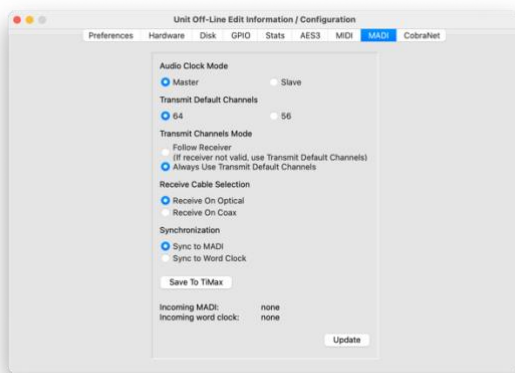 Unit Off-Line Edit Information / Configuration
Preferences Hardware Disk GPIO Stats AES3 MIDI MADI CobraNet
Audio Clock Mode
Master Slave
Transmit Default Channels
64 56
Transmit Channels Mode
Follow Receiver
(If receiver not valid, use Transmit Default Channels)
Always Use Transmit Default Channels
Receive Cable Selection
Receive On Optical
Receive On Coax
Synchronization
Sync to MADI
Sync to Word Clock
Save To TiMax
Incoming MADI: none
Incoming word clock: none
Update